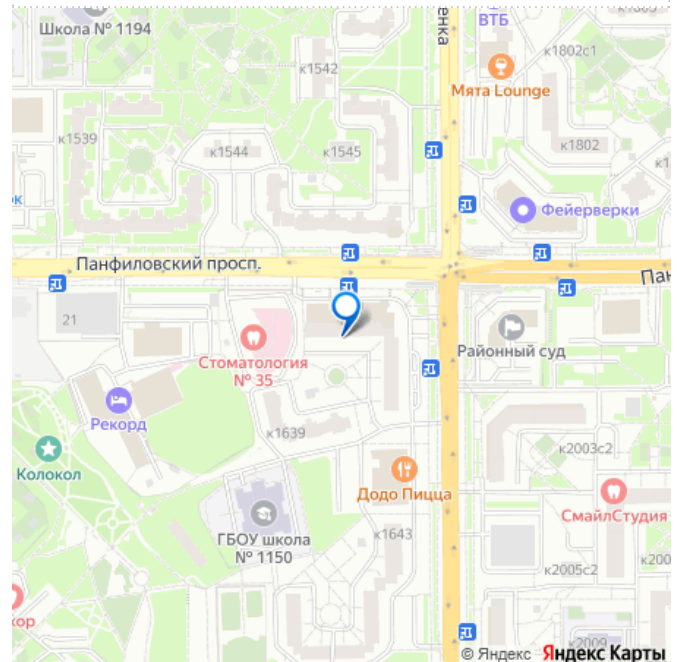 к1605
Школа № 1194
енка
ВТБ
к1802с1
к1542
Мята Lounge
к1539
к1544
к1545
к1802
к1
ок
Фейерверки
Панфиловский просп.
Пан
21
Стоматология
№ 35
Районный суд
Рекорд
к1639
Колокол
к2003с2
Додо Пицца
СмайлСтудия
ГБОУ школа
№ 1150
к1643
к200
к2005с2
кор
к2009
© Яндекс Яндекс Карты